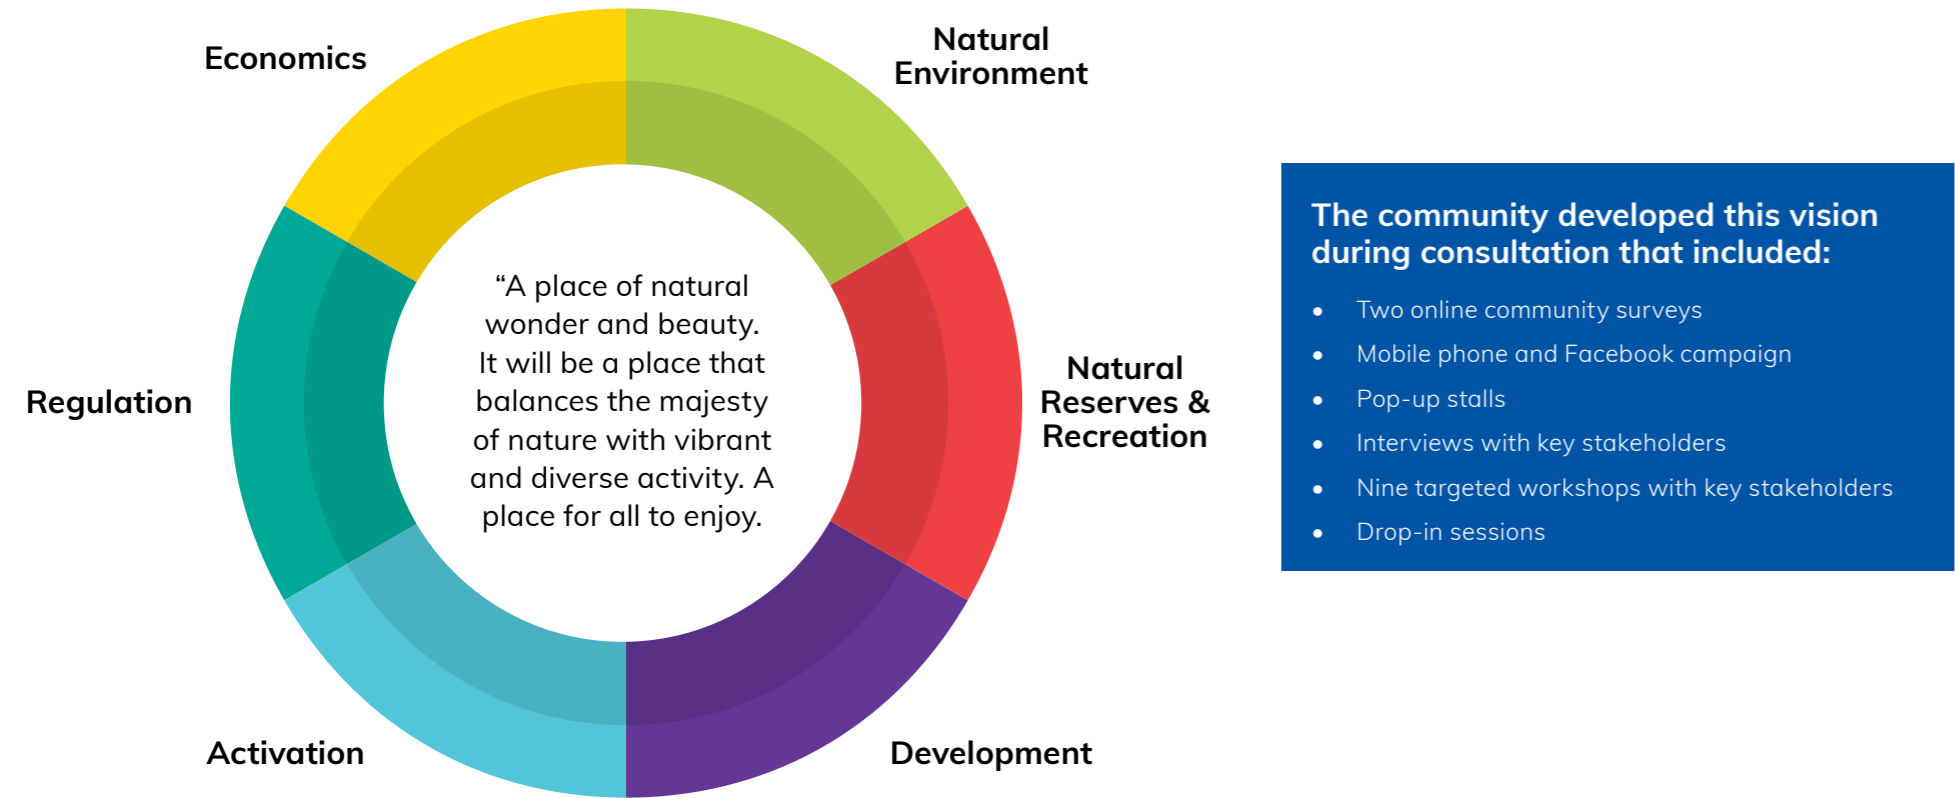 Economics
Natural
Environment
Natural
Reserves &
Recreation
Development
Activation
Regulation
“A place of natural
wonder and beauty.
It will be a place that
balances the majesty
of nature with vibrant
and diverse activity. A
place for all to enjoy.
The community developed this vision
during consultation that included:
• Two online community surveys
• Mobile phone and Facebook campaign
• Pop-up stalls
• Interviews with key stakeholders
• Nine targeted workshops with key stakeholders
• Drop-in sessions